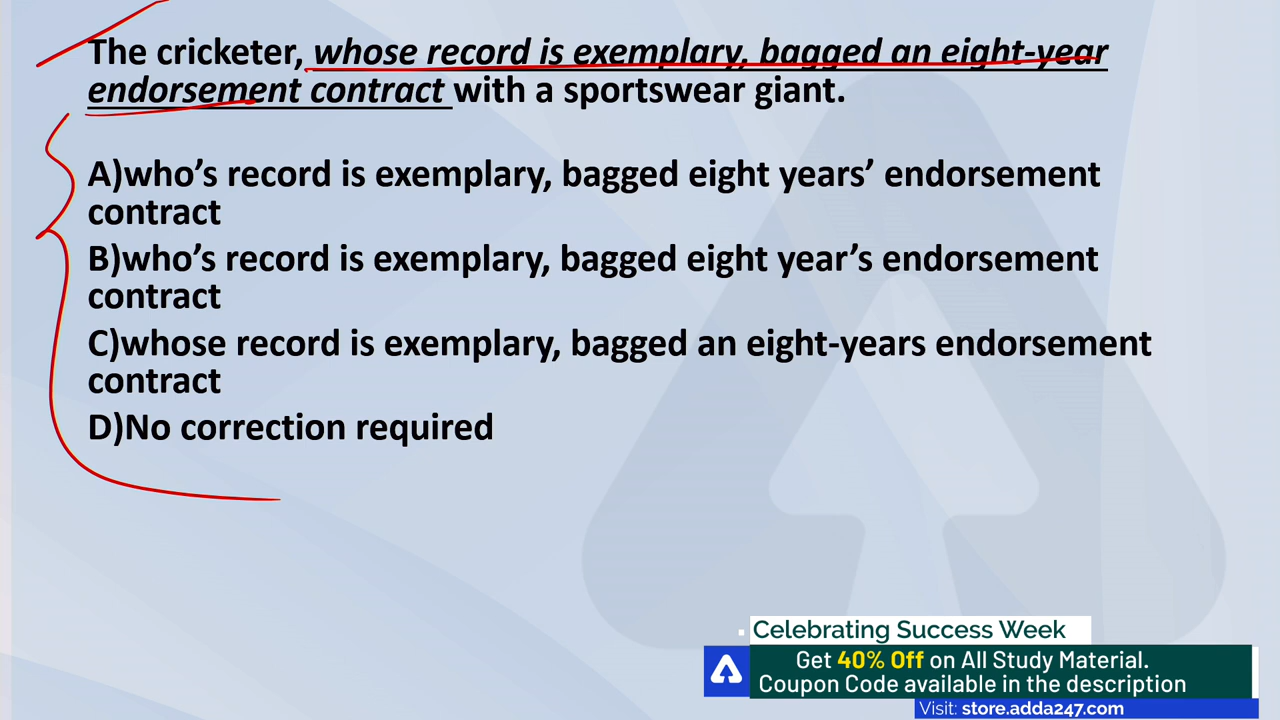 The cricketer, whose record is exemplary, bagged an eight-year
endorsement contract with a sportswear giant.
A)who’s record is exemplary, bagged eight years’ endorsement
contract
B)who’s record is exemplary, bagged eight year’s endorsement
contract
C)whose record is exemplary, bagged an eight-years endorsement
contract
D)No correction required
Celebrating Success Week
Get 40% Off on All Study Material.
Coupon Code available in the description
Visit: store.adda247.com